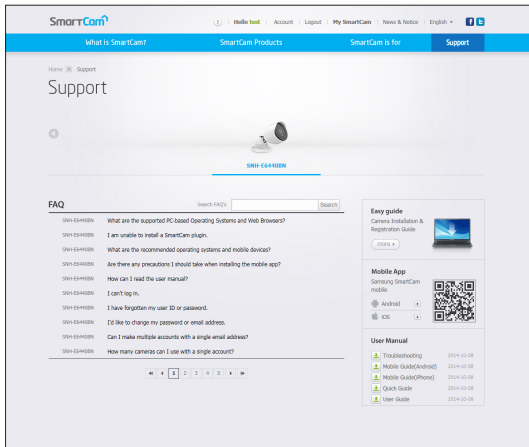 SMARTCAM
Hello test Account Logout My SmartCam News & Notice English
What is SmartCam? SmartCam Products SmartCam is for Support
Home Support
Support
SNH-E6440BN
FAQ Search FAQ's Search
SNH-E6440BN What are the supported PC-based Operating Systems and Web Browsers?
SNH-E6440BN I am unable to install a SmartCam plugin.
SNH-E6440BN What are the recommended operating systems and mobile devices?
SNH-E6440BN Are there any precautions I should take when installing the mobile app?
SNH-E6440BN How can I read the user manual?
SNH-E6440BN I can't log in.
SNH-E6440BN I have forgotten my user ID or password.
SNH-E6440BN I'd like to change my password or email address.
SNH-E6440BN Can I make multiple accounts with a single email address?
SNH-E6440BN How many cameras can I use with a single account?
1 2 3 4 5
Easy guide
Camera Installation &
Registration Guide
more
Mobile App
Samsung SmartCam
mobile
Android
iOS
User Manual
Troubleshooting 2014-10-08
Mobile Guide(Android) 2014-10-08
Mobile Guide(iPhone) 2014-10-08
Quick Guide 2014-10-08
User Guide 2014-10-08